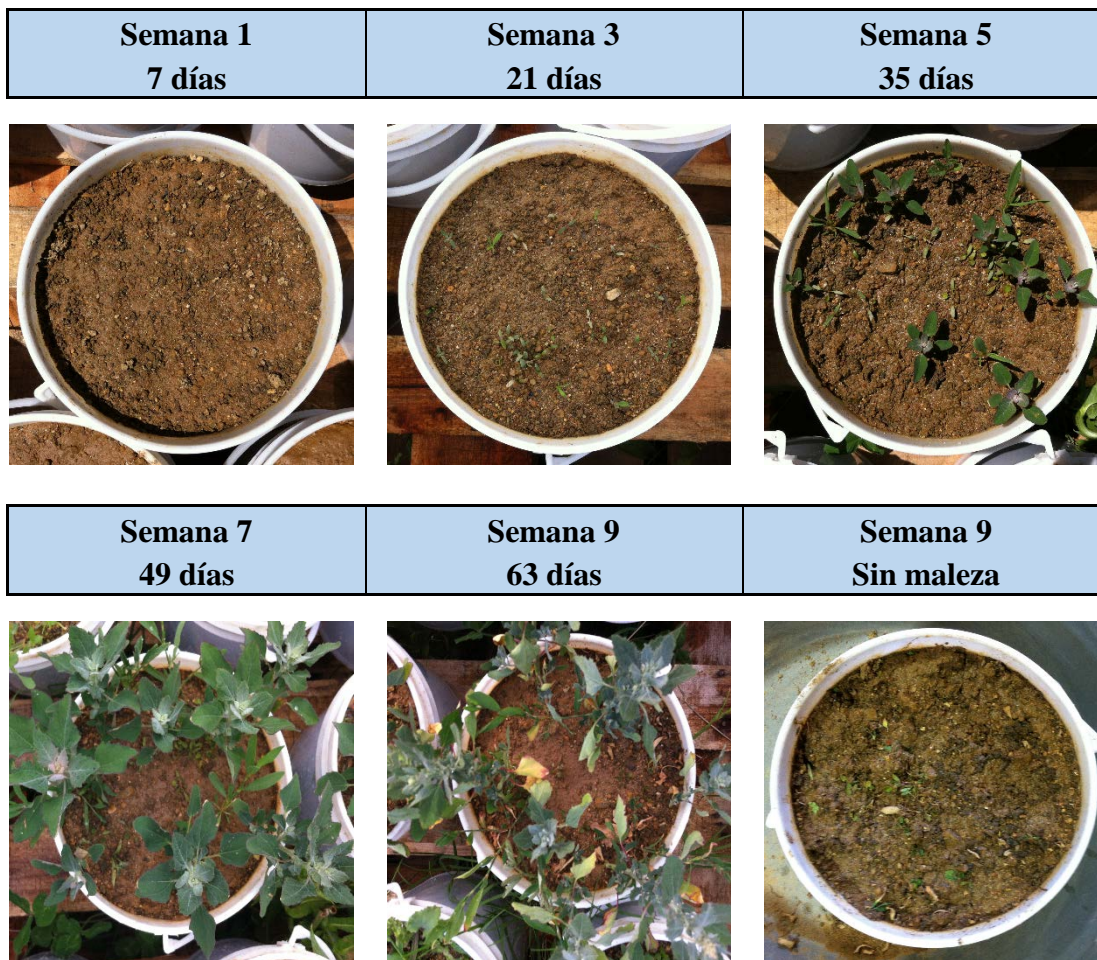 Semana 1
7 días
Semana 3
21 días
Semana 5
35 días
Semana 7
49 días
Semana 9
63 días
Semana 9
Sin maleza